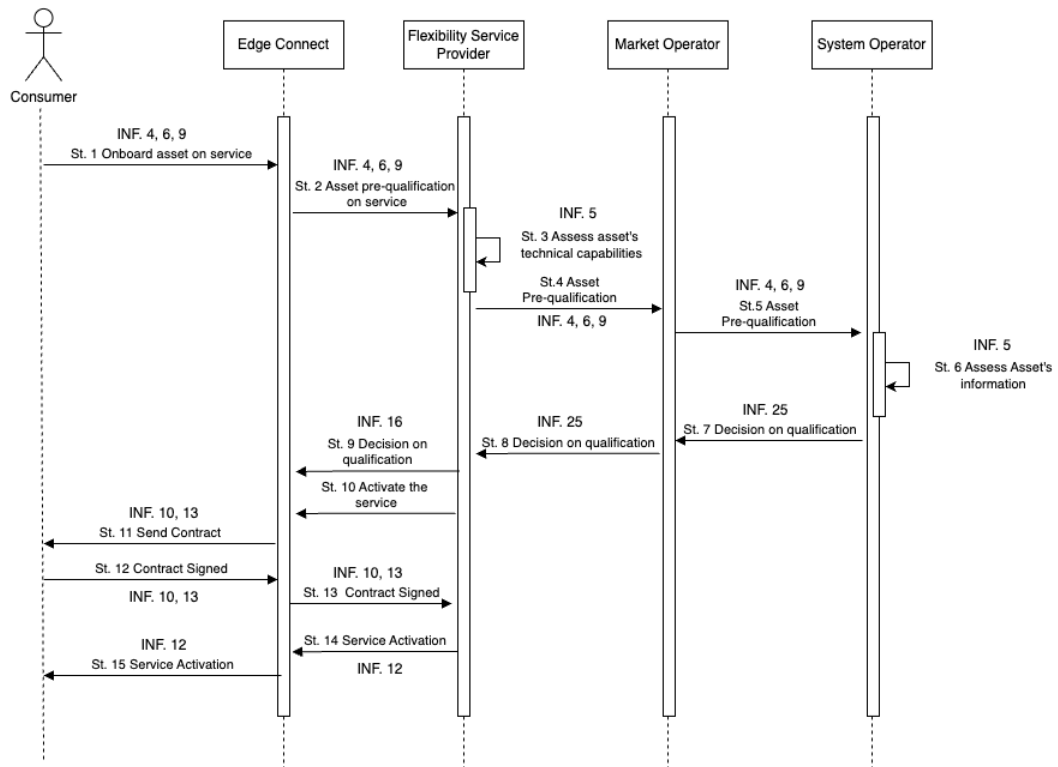 Consumer
Edge Connect
Flexibility Service
Provider
Market Operator
System Operator
INF. 4, 6, 9
St. 1 Onboard asset on service
INF. 4, 6, 9
St. 2 Asset pre-qualification
on service
INF. 5
St. 3 Assess asset's
technical capabilities
St.4 Asset
Pre-qualification
INF. 4, 6, 9
INF. 4, 6, 9
St.5 Asset
Pre-qualification
INF. 5
St. 6 Assess Asset's
information
INF. 25
St. 7 Decision on qualification
INF. 25
St. 8 Decision on qualification
INF. 16
St. 9 Decision on
qualification
St. 10 Activate the
service
INF. 10, 13
St. 11 Send Contract
St. 12 Contract Signed
INF. 10, 13
INF. 10, 13
St. 13 Contract Signed
St. 14 Service Activation
INF. 12
INF. 12
St. 15 Service Activation